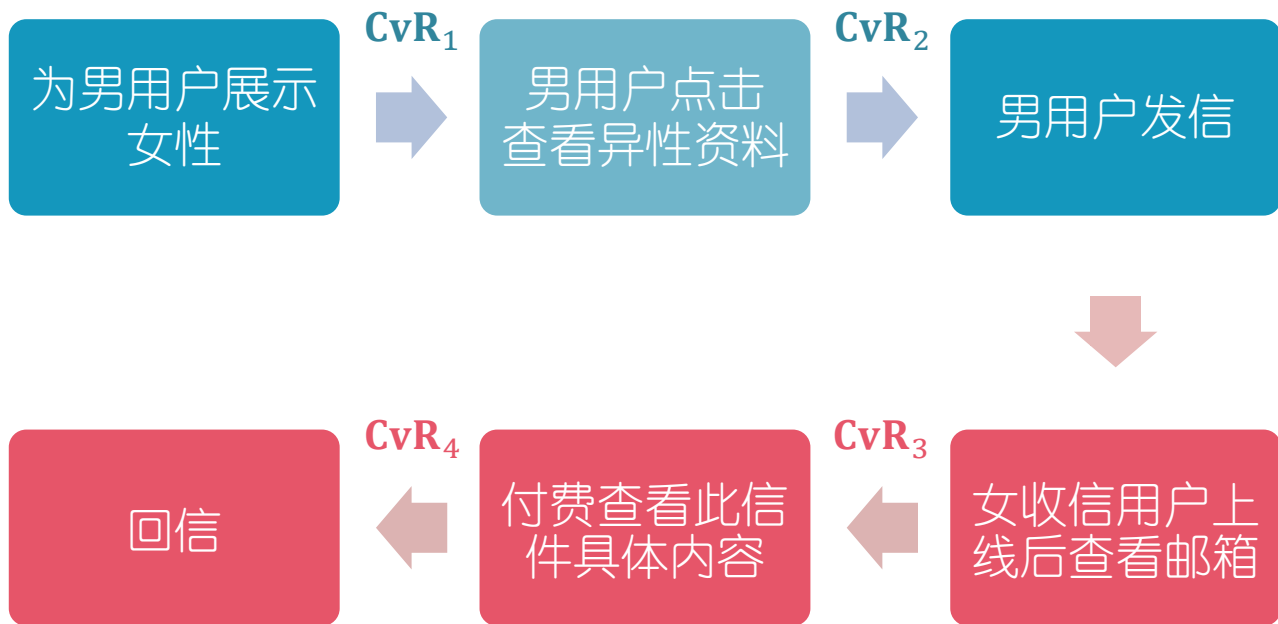 为男用户展示
女性
CvR₁
男用户点击
查看异性资料
CvR₂
男用户发信
女收信用户上
线后查看邮箱
CvR₃
付费查看此信
件具体内容
CvR₄
回信